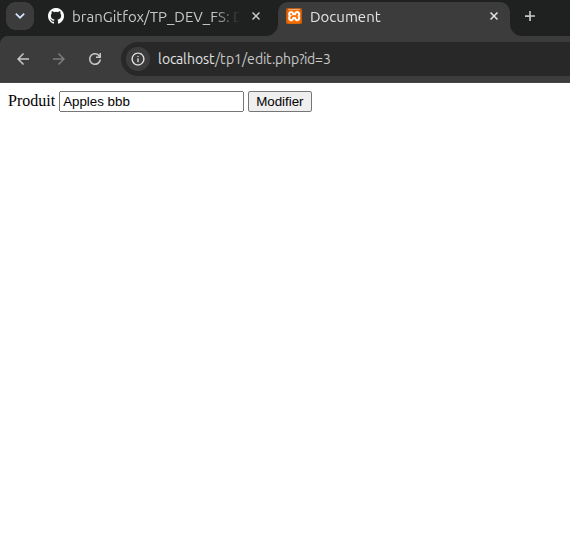 branGitfox/TP_DEV_FS:
Document
localhost/tp1/edit.php?id=3
Produit Apples bbb Modifier